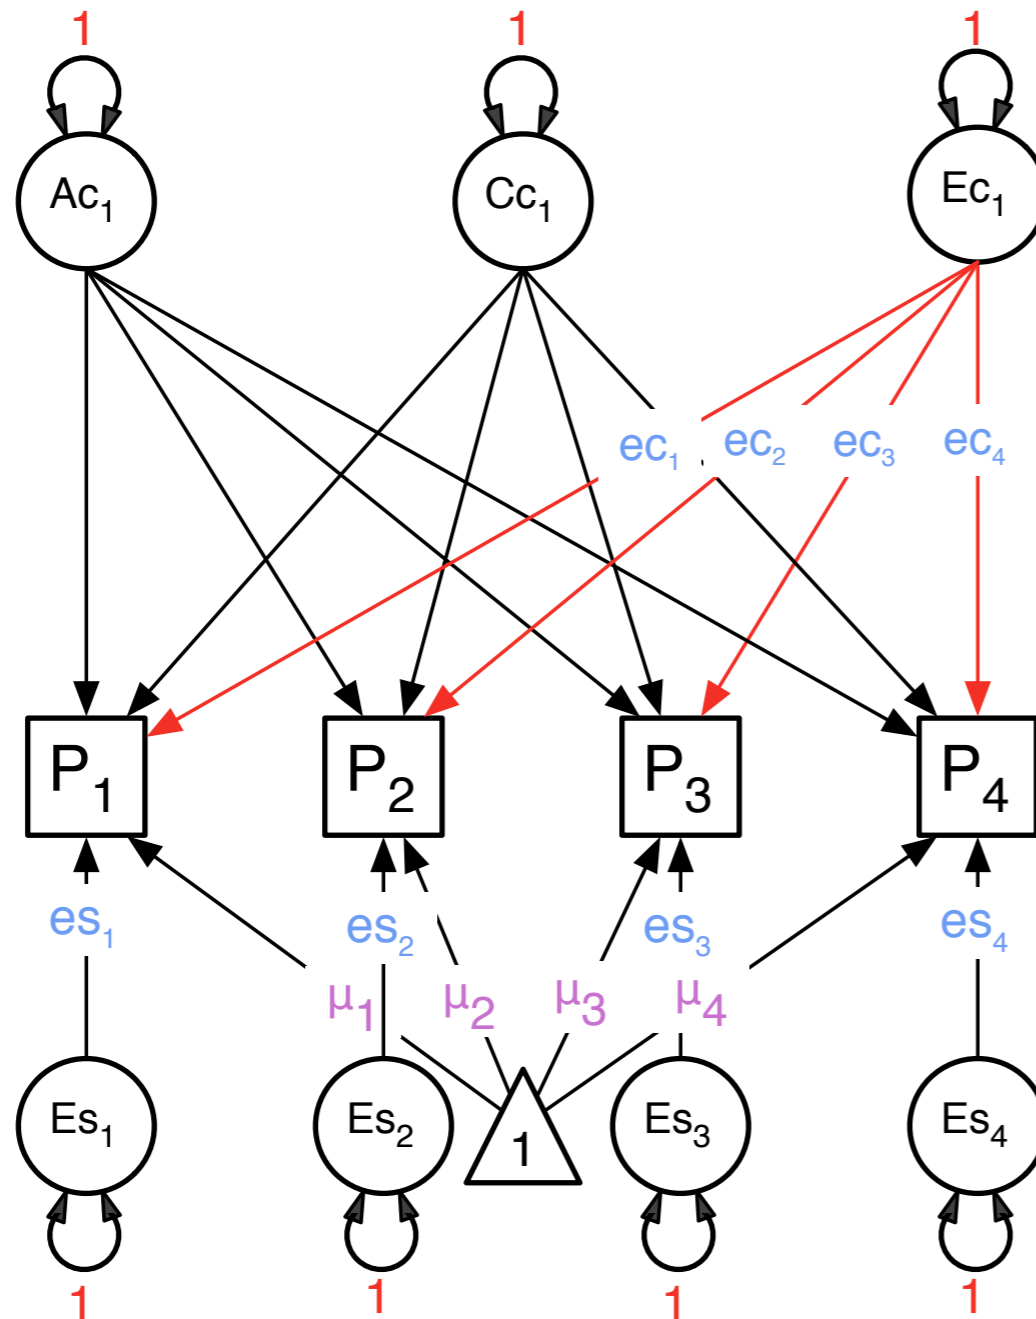 1 1 1
Ac₁ Cc₁ Ec₁
ec₁ ec₂ ec₃ ec₄
P₁ P₂ P₃ P₄
es₁ es₂ es₃ es₄
μ₁ μ₂ μ₃ μ₄
Es₁ Es₂ 1 Es₃ Es₄
1 1 1 1